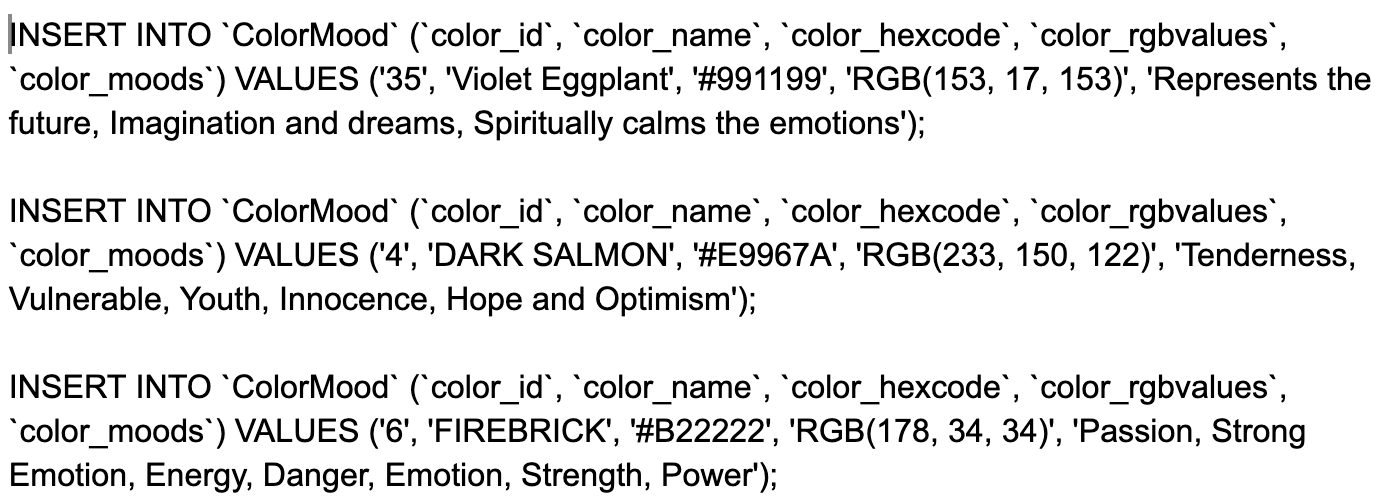 INSERT INTO `ColorMood` (`color_id`, `color_name`, `color_hexcode`, `color_rgbvalues`,
`color_moods`) VALUES ('35', 'Violet Eggplant', '#991199', 'RGB(153, 17, 153)', 'Represents the
future, Imagination and dreams, Spiritually calms the emotions');
INSERT INTO `ColorMood` (`color_id`, `color_name`, `color_hexcode`, `color_rgbvalues`,
`color_moods`) VALUES ('4', 'DARK SALMON', '#E9967A', 'RGB(233, 150, 122)', 'Tenderness,
Vulnerable, Youth, Innocence, Hope and Optimism');
INSERT INTO `ColorMood` (`color_id`, `color_name`, `color_hexcode`, `color_rgbvalues`,
`color_moods`) VALUES ('6', 'FIREBRICK', '#B22222', 'RGB(178, 34, 34)', 'Passion, Strong
Emotion, Energy, Danger, Emotion, Strength, Power');